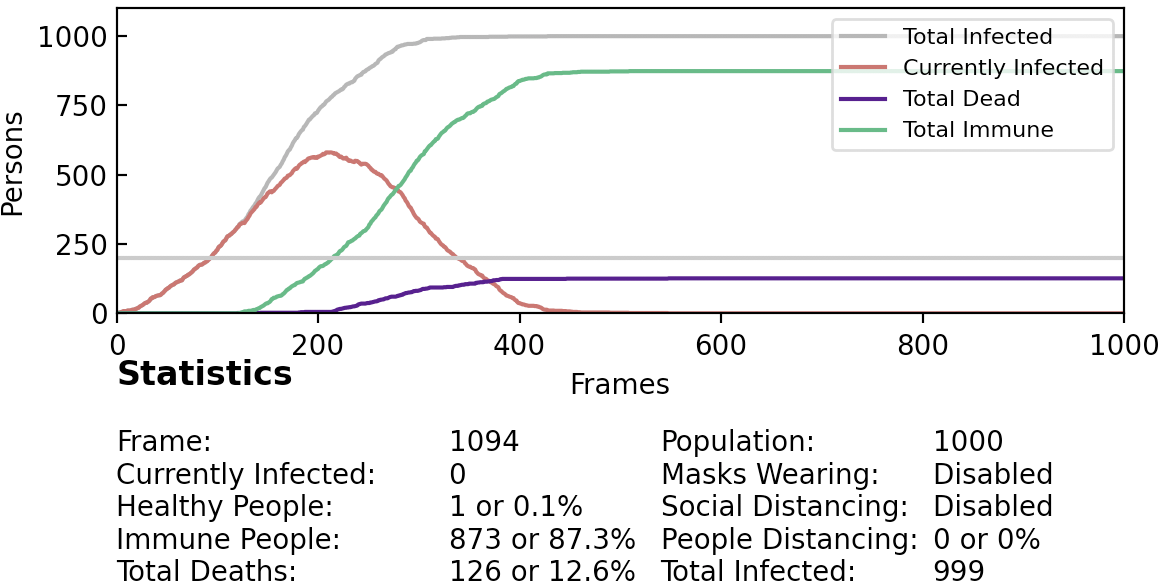 1000
750
500
250
0
Persons
Total Infected
Currently Infected
Total Dead
Total Immune
0 200 400 600 800 1000
Frames
Statistics
Frame: 1094 Population: 1000
Currently Infected: 0 Masks Wearing: Disabled
Healthy People: 1 or 0.1% Social Distancing: Disabled
Immune People: 873 or 87.3% People Distancing: 0 or 0%
Total Deaths: 126 or 12.6% Total Infected: 999